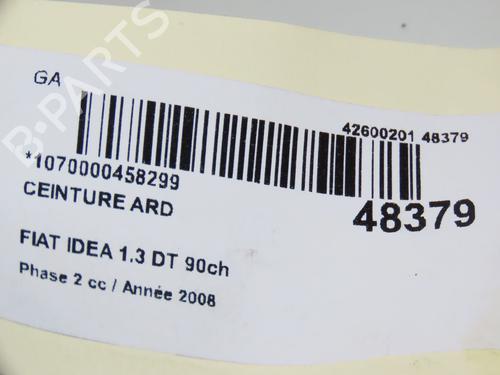 GA
42600201 48379
*1070000458299
48379
CEINTURE ARD
FIAT IDEA 1.3 DT 90ch
Phase 2 cc / Année 2008
B-PARTS